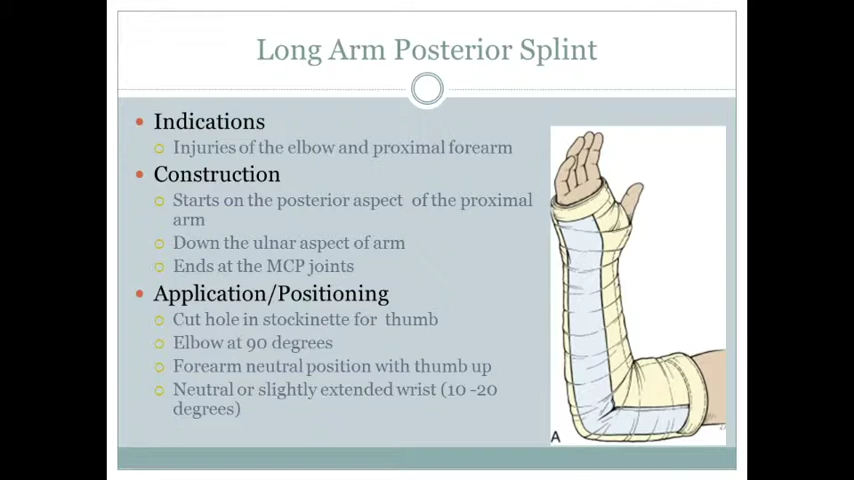 Long Arm Posterior Splint
Indications
Injuries of the elbow and proximal forearm
Construction
Starts on the posterior aspect of the proximal
arm
Down the ulnar aspect of arm
Ends at the MCP joints
Application/Positioning
Cut hole in stockinette for thumb
Elbow at 90 degrees
Forearm neutral position with thumb up
Neutral or slightly extended wrist (10 -20
degrees)
A